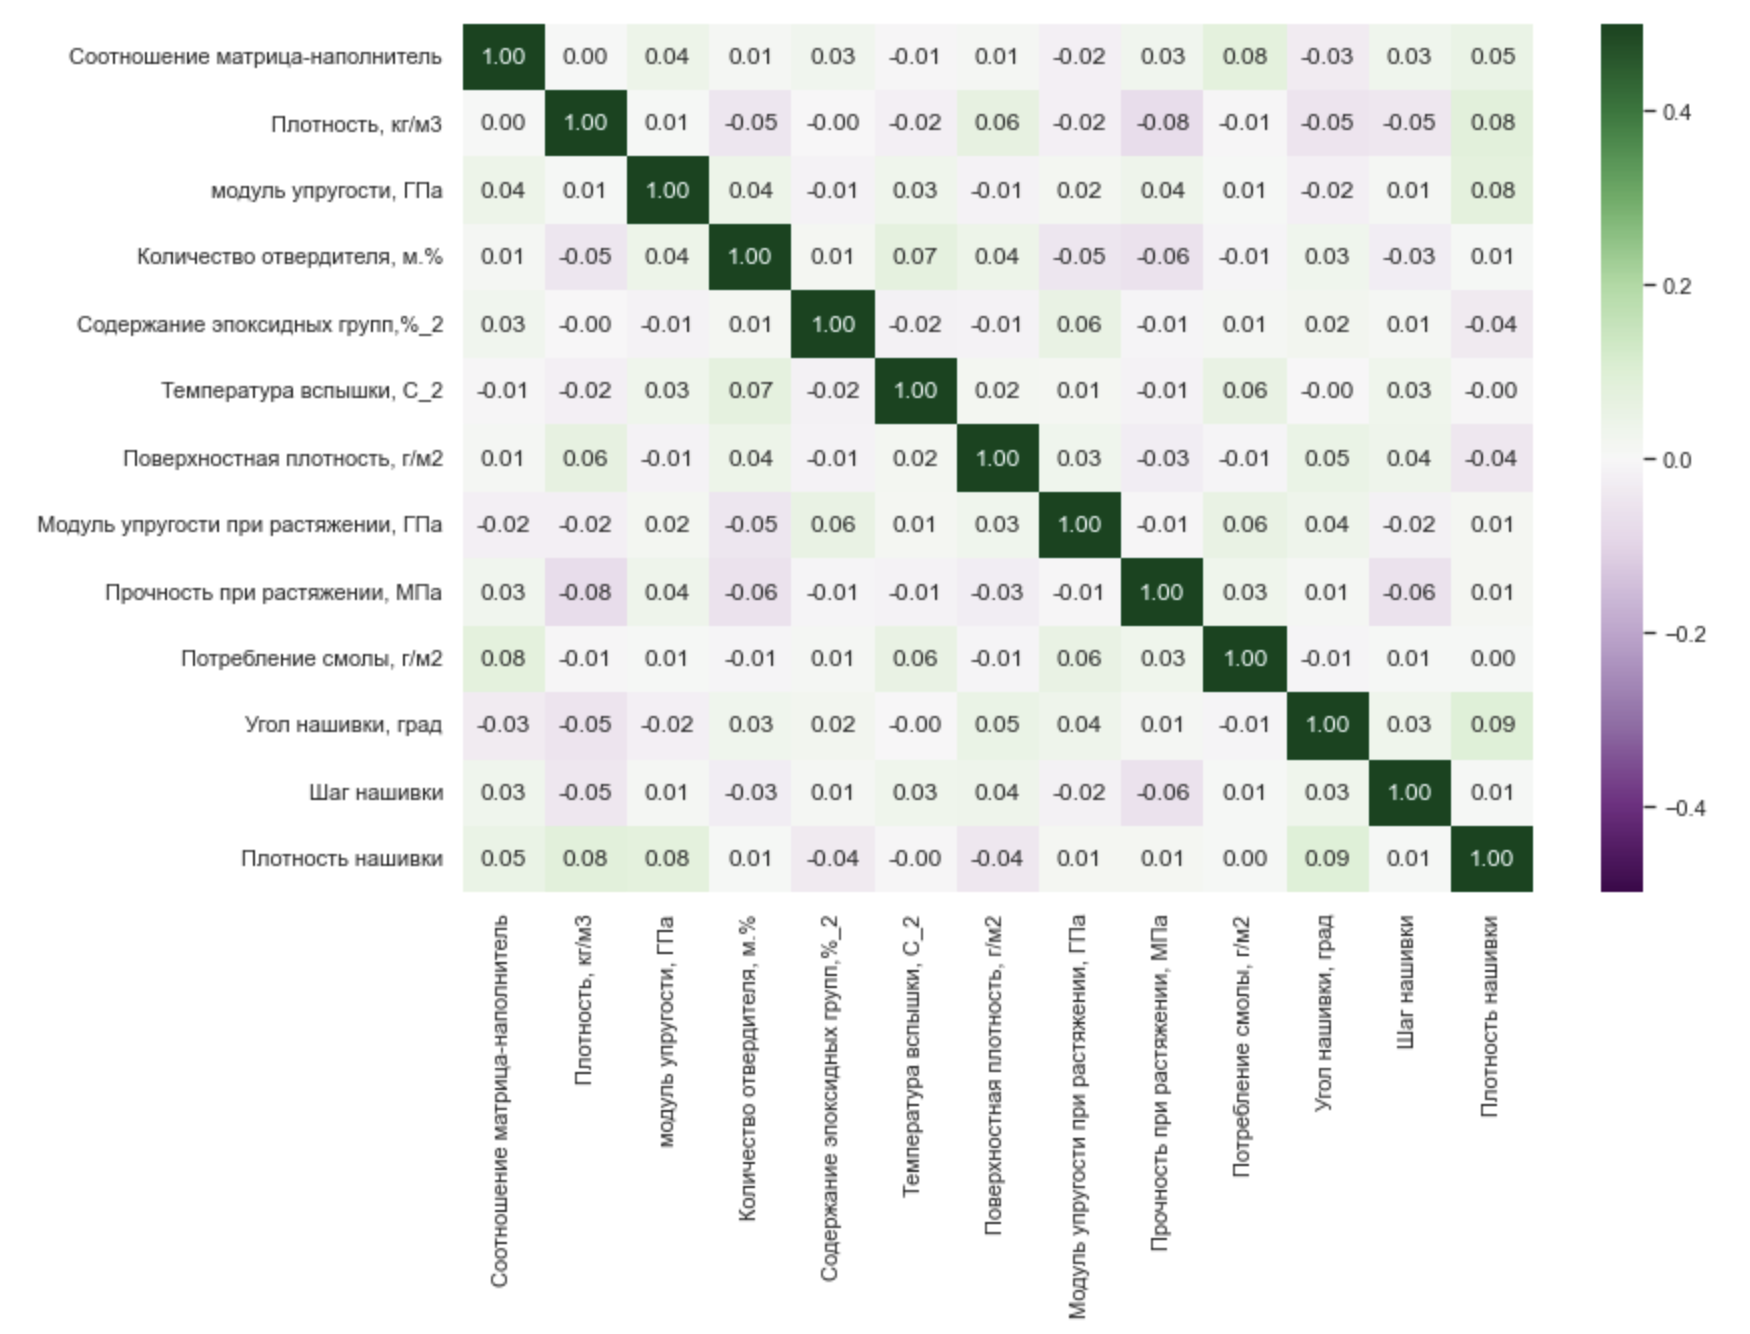 Соотношение матрица-наполнитель 1.00 0.00 0.04 0.01 0.03 -0.01 0.01 -0.02 0.03 0.08 -0.03 0.03 0.05
Плотность, кг/м3 0.00 1.00 0.01 -0.05 -0.00 -0.02 0.06 -0.02 -0.08 -0.01 -0.05 -0.05 0.08
модуль упругости, ГПа 0.04 0.01 1.00 0.04 -0.01 0.03 -0.01 0.02 0.04 0.01 -0.02 0.01 0.08
Количество отвердителя, м.% 0.01 -0.05 0.04 1.00 0.01 0.07 0.04 -0.05 -0.06 -0.01 0.03 -0.03 0.01
Содержание эпоксидных групп,%_2 0.03 -0.00 -0.01 0.01 1.00 -0.02 -0.01 0.06 -0.01 0.01 0.02 0.01 -0.04
Температура вспышки, С_2 -0.01 -0.02 0.03 0.07 -0.02 1.00 0.02 0.01 -0.01 0.06 -0.00 0.03 -0.00
Поверхностная плотность, г/м2 0.01 0.06 -0.01 0.04 -0.01 0.02 1.00 0.03 -0.03 -0.01 0.05 0.04 -0.04
Модуль упругости при растяжении, ГПа -0.02 -0.02 0.02 -0.05 0.06 0.01 0.03 1.00 -0.01 0.06 0.04 -0.02 0.01
Прочность при растяжении, МПа 0.03 -0.08 0.04 -0.06 -0.01 -0.01 -0.03 -0.01 1.00 0.03 0.01 -0.06 0.01
Потребление смолы, г/м2 0.08 -0.01 0.01 -0.01 0.01 0.06 -0.01 0.06 0.03 1.00 -0.01 0.01 0.00
Угол нашивки, град -0.03 -0.05 -0.02 0.03 0.02 -0.00 0.05 0.04 0.01 -0.01 1.00 0.03 0.09
Шаг нашивки 0.03 -0.05 0.01 -0.03 0.01 0.03 0.04 -0.02 -0.06 0.01 0.03 1.00 0.01
Плотность нашивки 0.05 0.08 0.08 0.01 -0.04 -0.00 -0.04 0.01 0.01 0.00 0.09 0.01 1.00
Соотношение матрица-наполнитель
Плотность, кг/м3
модуль упругости, ГПа
Количество отвердителя, м.%
Содержание эпоксидных групп,%_2
Температура вспышки, С_2
Поверхностная плотность, г/м2
Модуль упругости при растяжении, ГПа
Прочность при растяжении, МПа
Потребление смолы, г/м2
Угол нашивки, град
Шаг нашивки
Плотность нашивки
0.4
0.2
0.0
−0.2
−0.4